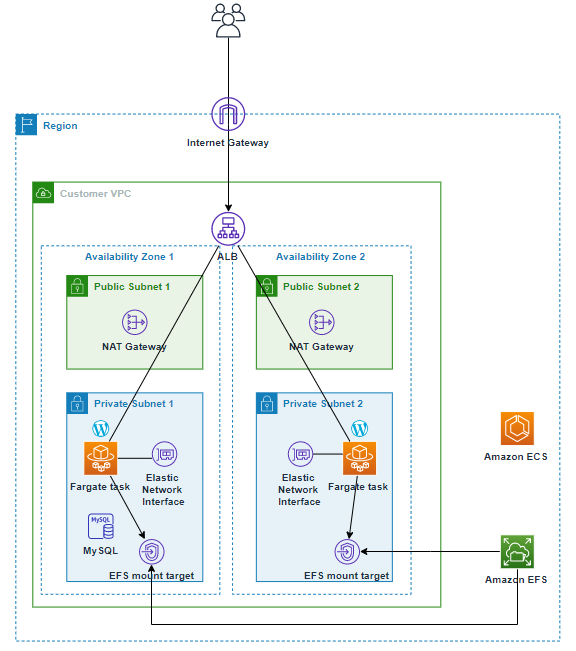 Region
Internet Gateway
Customer VPC
ALB
Availability Zone 1
Availability Zone 2
Public Subnet 1
Public Subnet 2
NAT Gateway
NAT Gateway
Private Subnet 1
Private Subnet 2
Fargate task
Elastic
Network
Interface
Elastic
Network
Interface
Fargate task
Amazon ECS
MySQL
MySQL
EFS mount target
EFS mount target
Amazon EFS